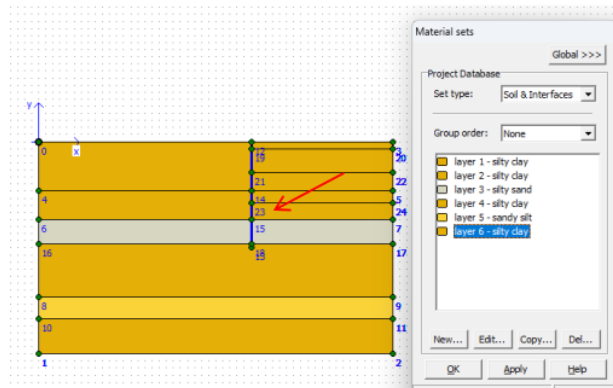 Material sets
Global >>>
Project Database
Set type: Soil & Interfaces
Group order: None
layer 1 - silty clay
layer 2 - silty clay
layer 3 - silty sand
layer 4 - silty clay
layer 5 - sandy silt
layer 6 - silty clay
New... Edit... Copy... Del...
OK Apply Help
y
x
0 12 3
19 20
21 22
4 14 5
23 24
6 15 7
16 17
8 9
10 11
1 2